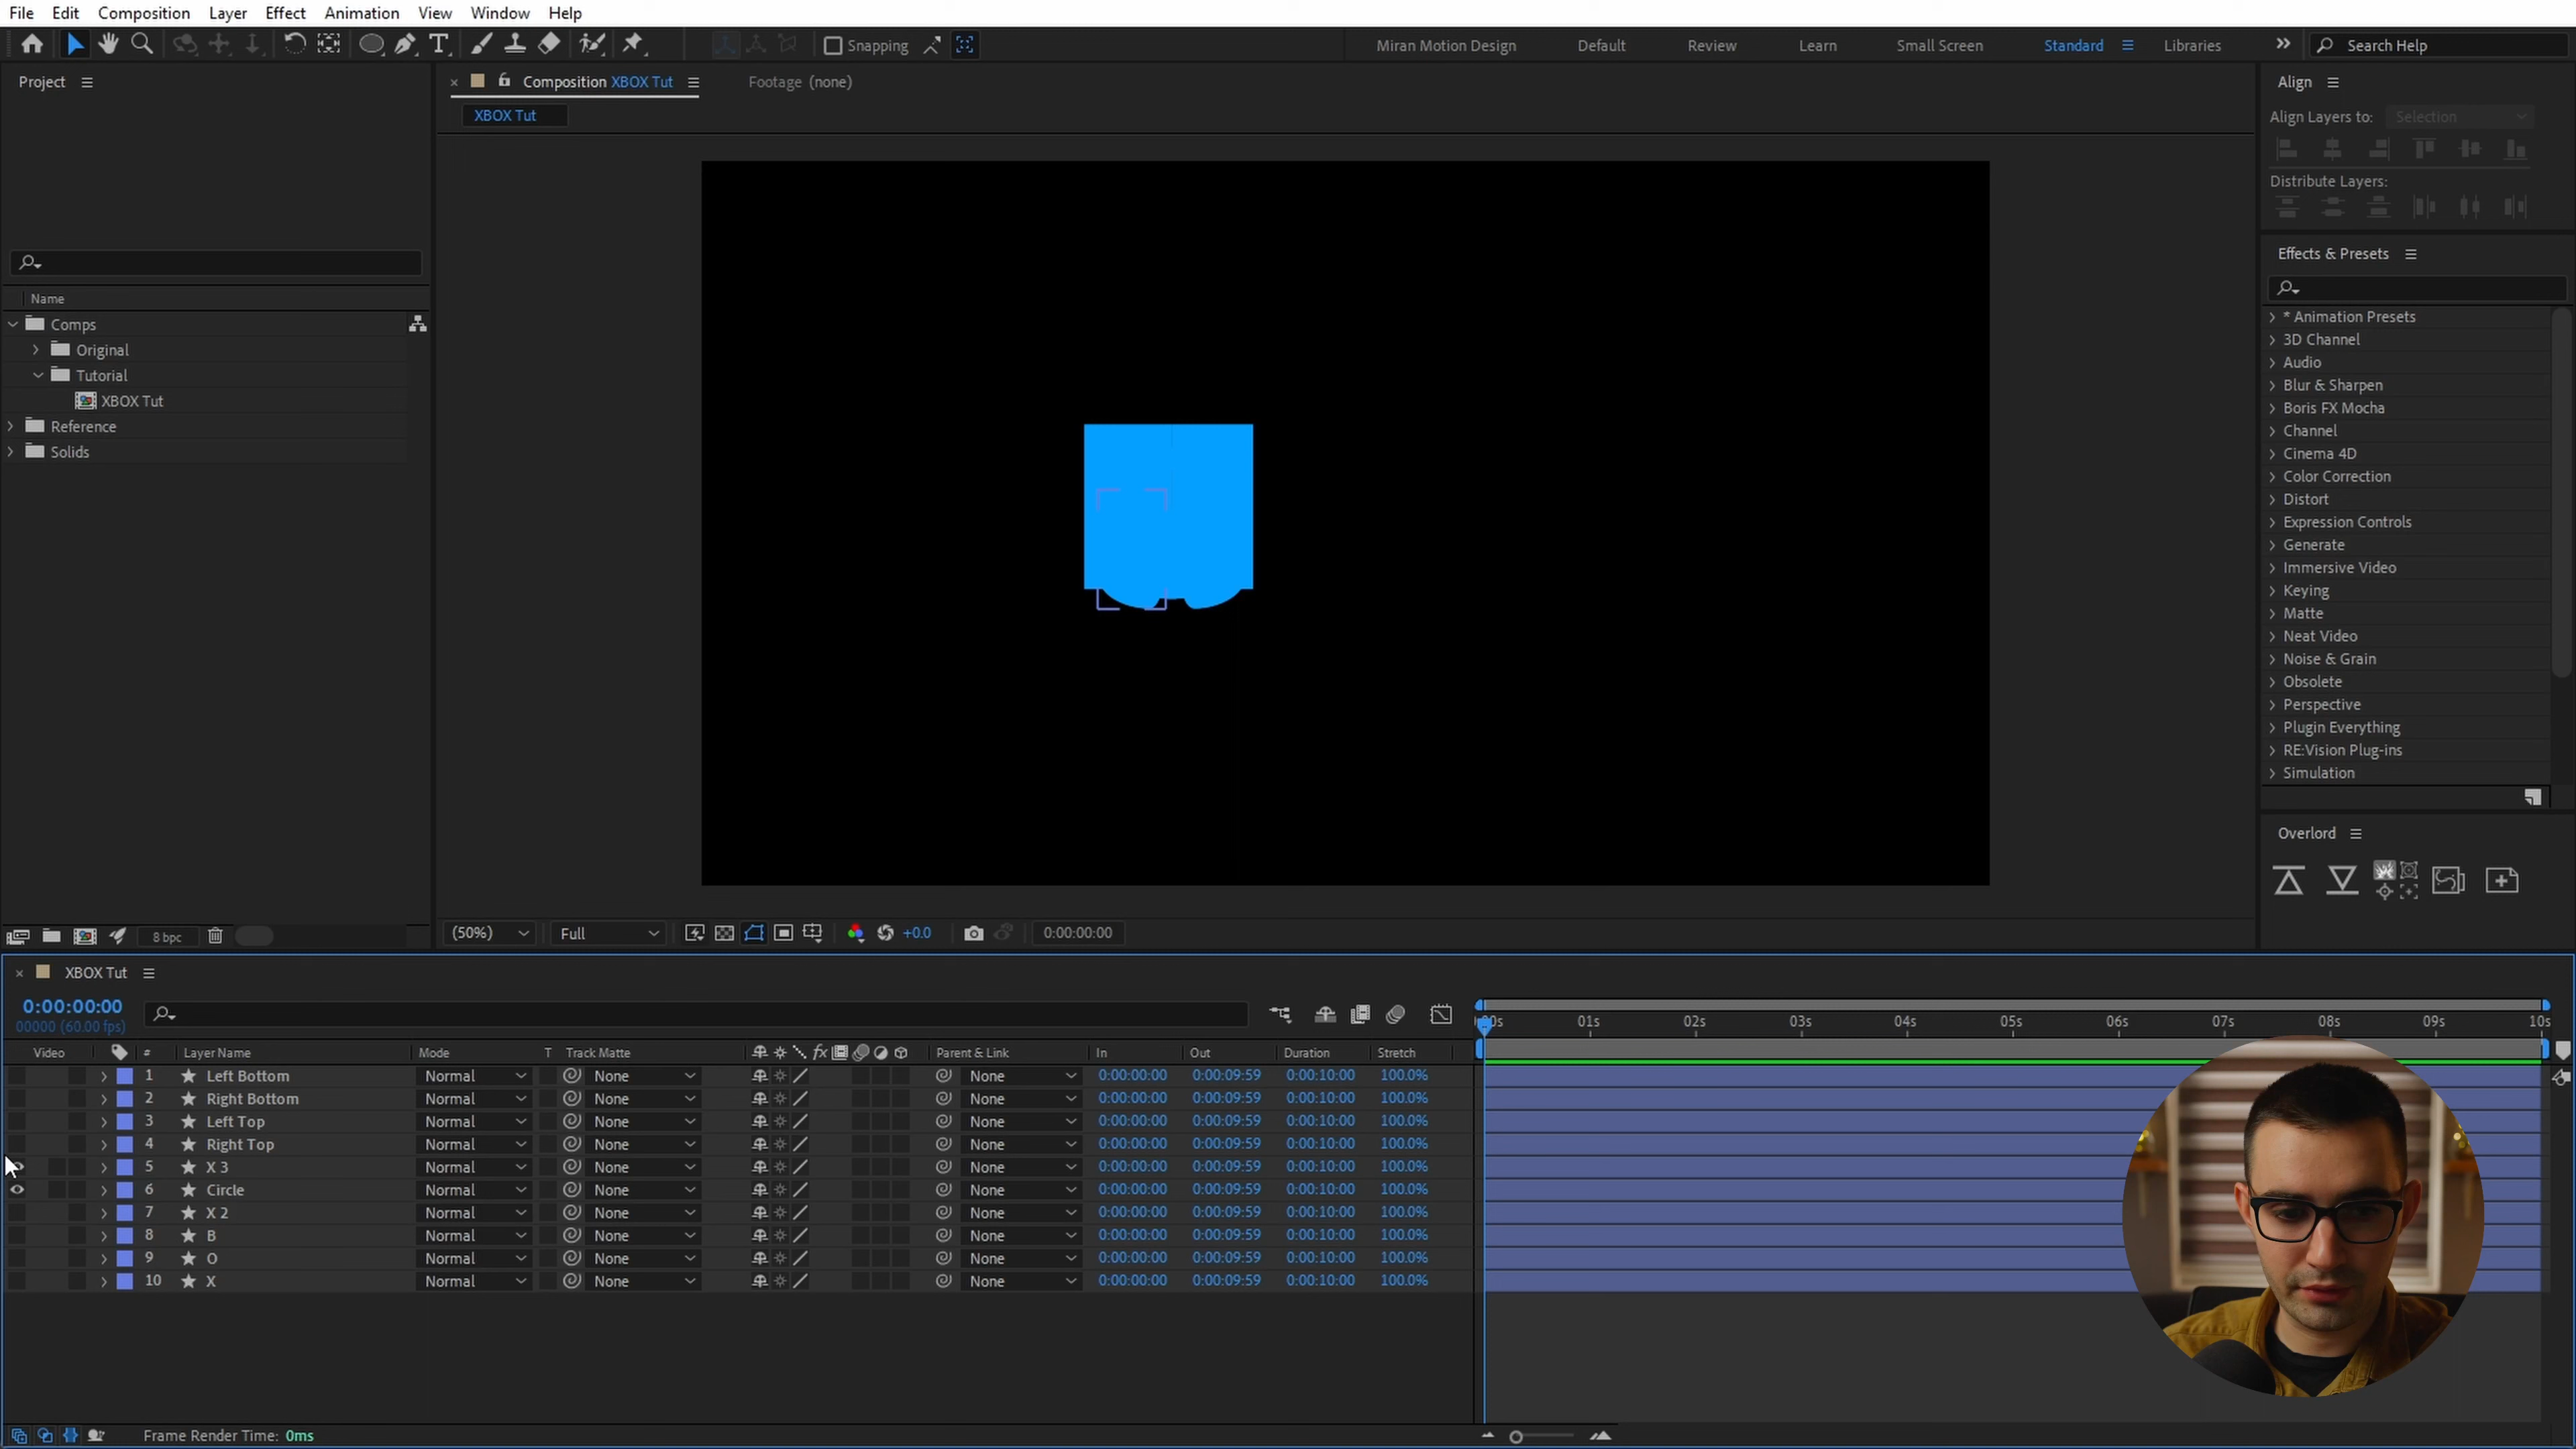 File Edit Composition Layer Effect Animation View Window Help
Snapping Miran Motion Design Default Review Learn Small Screen Standard Libraries Search Help
Project
Composition XBOX Tut Footage (none)
XBOX Tut
Name
Comps
Original
Tutorial
XBOX Tut
Reference
Solids
8 bpc
(50%) Full +0.0 0:00:00:00
Align
Align Layers to: Selection
Distribute Layers:
Effects & Presets
* Animation Presets
3D Channel
Audio
Blur & Sharpen
Boris FX Mocha
Channel
Cinema 4D
Color Correction
Distort
Expression Controls
Generate
Immersive Video
Keying
Matte
Neat Video
Noise & Grain
Obsolete
Perspective
Plugin Everything
RE:Vision Plug-ins
Simulation
Overlord
XBOX Tut
0:00:00:00
00000 (60.00 fps)
01s 02s 03s 04s 05s 06s 07s 08s 09s 10s
Video # Layer Name Mode T Track Matte fx Parent & Link In Out Duration Stretch
1 Left Bottom Normal None None 0:00:00:00 0:00:09:59 0:00:10:00 100.0%
2 Right Bottom Normal None None 0:00:00:00 0:00:09:59 0:00:10:00 100.0%
3 Left Top Normal None None 0:00:00:00 0:00:09:59 0:00:10:00 100.0%
4 Right Top Normal None None 0:00:00:00 0:00:09:59 0:00:10:00 100.0%
5 X 3 Normal None None 0:00:00:00 0:00:09:59 0:00:10:00 100.0%
6 Circle Normal None None 0:00:00:00 0:00:09:59 0:00:10:00 100.0%
7 X 2 Normal None None 0:00:00:00 0:00:09:59 0:00:10:00 100.0%
8 B Normal None None 0:00:00:00 0:00:09:59 0:00:10:00 100.0%
9 O Normal None None 0:00:00:00 0:00:09:59 0:00:10:00 100.0%
10 X Normal None None 0:00:00:00 0:00:09:59 0:00:10:00 100.0%
Frame Render Time: 0ms